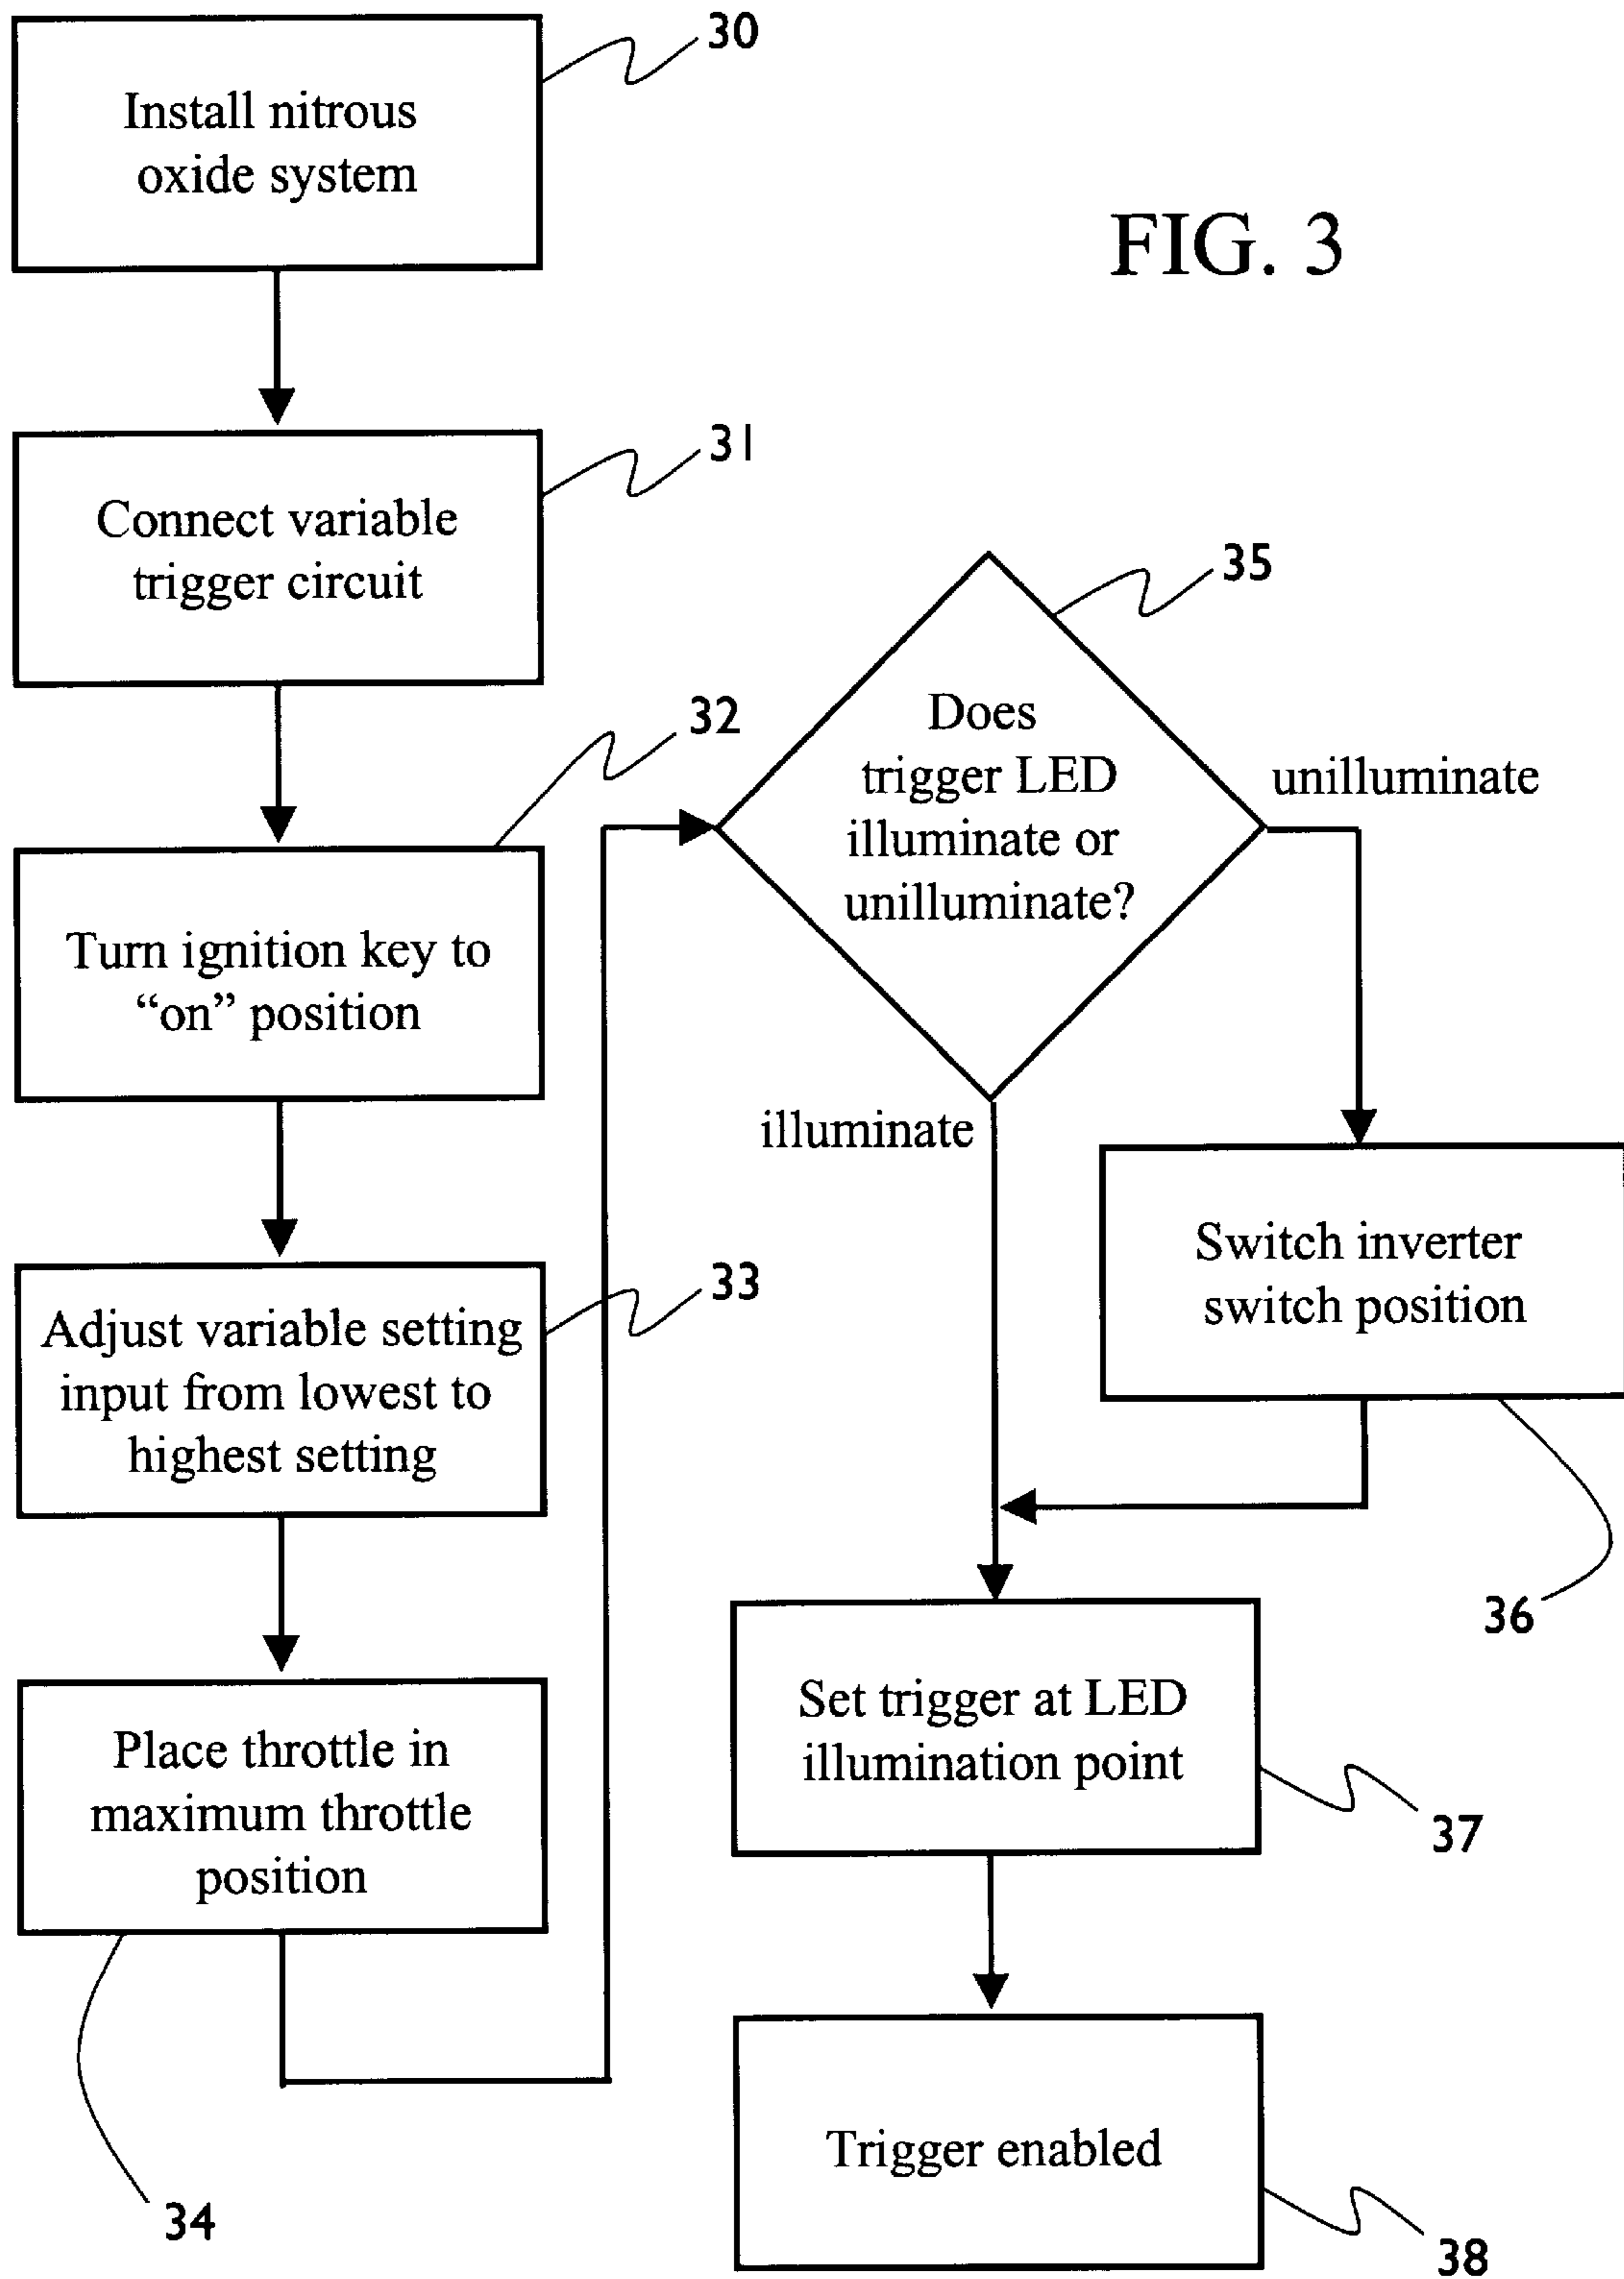 FIG. 3
30
Install nitrous
oxide system
31
Connect variable
trigger circuit
32
Turn ignition key to
“on” position
33
Adjust variable setting
input from lowest to
highest setting
Place throttle in
maximum throttle
position
34
35
Does
trigger LED
illuminate or
unilluminate?
unilluminate
illuminate
Switch inverter
switch position
36
Set trigger at LED
illumination point
37
Trigger enabled
38